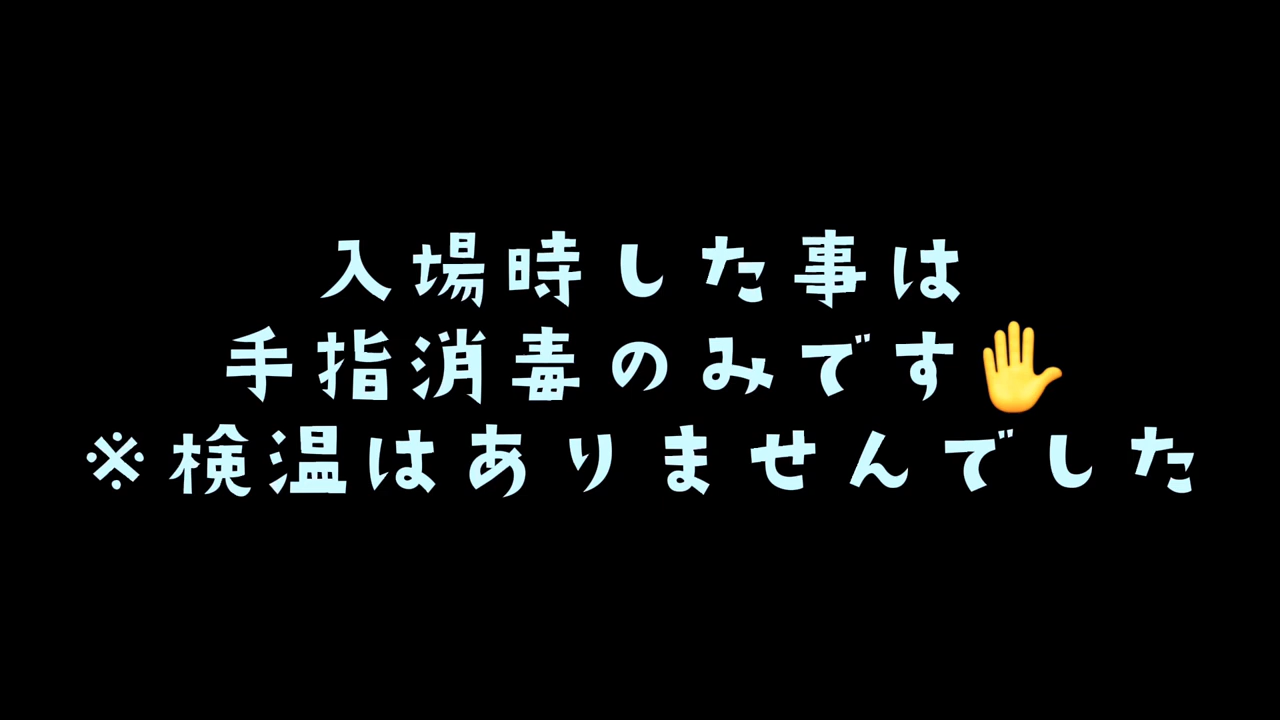 入場時した事は
手指消毒のみです✋
※検温はありませんでした